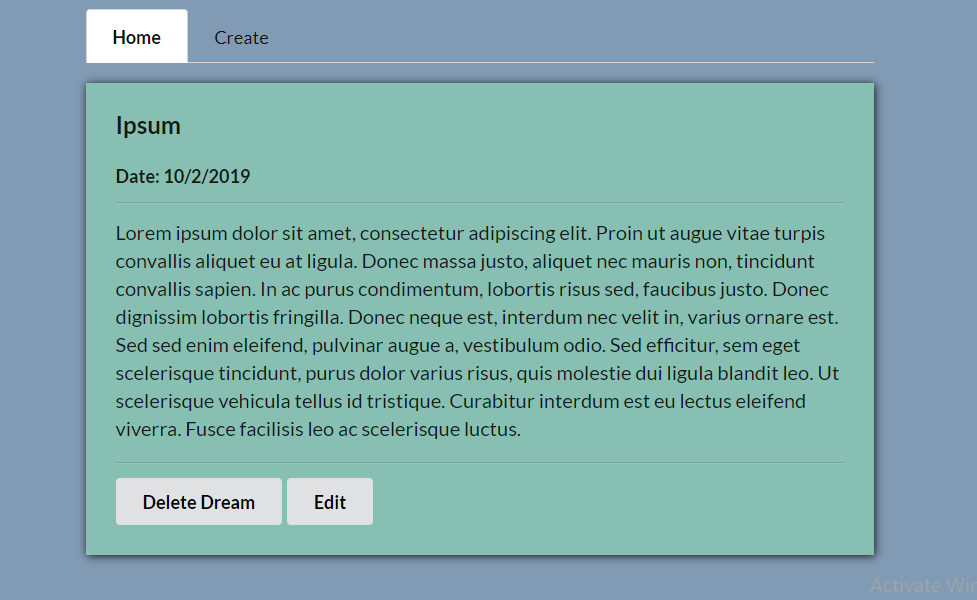 Home Create
Ipsum
Date: 10/2/2019
Lorem ipsum dolor sit amet, consectetur adipiscing elit. Proin ut augue vitae turpis
convallis aliquet eu at ligula. Donec massa justo, aliquet nec mauris non, tincidunt
convallis sapien. In ac purus condimentum, lobortis risus sed, faucibus justo. Donec
dignissim lobortis fringilla. Donec neque est, interdum nec velit in, varius ornare est.
Sed sed enim eleifend, pulvinar augue a, vestibulum odio. Sed efficitur, sem eget
scelerisque tincidunt, purus dolor varius risus, quis molestie dui ligula blandit leo. Ut
scelerisque vehicula tellus id tristique. Curabitur interdum est eu lectus eleifend
viverra. Fusce facilisis leo ac scelerisque luctus.
Delete Dream Edit
Activate